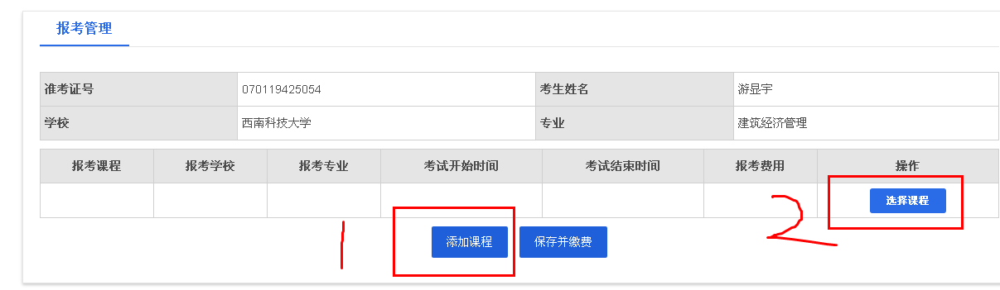 报考管理
准考证号 070119425054 考生姓名 游显宇
学校 西南科技大学 专业 建筑经济管理
报考课程 报考学校 报考专业 考试开始时间 考试结束时间 报考费用 操作
选择课程
1 2
添加课程 保存并缴费